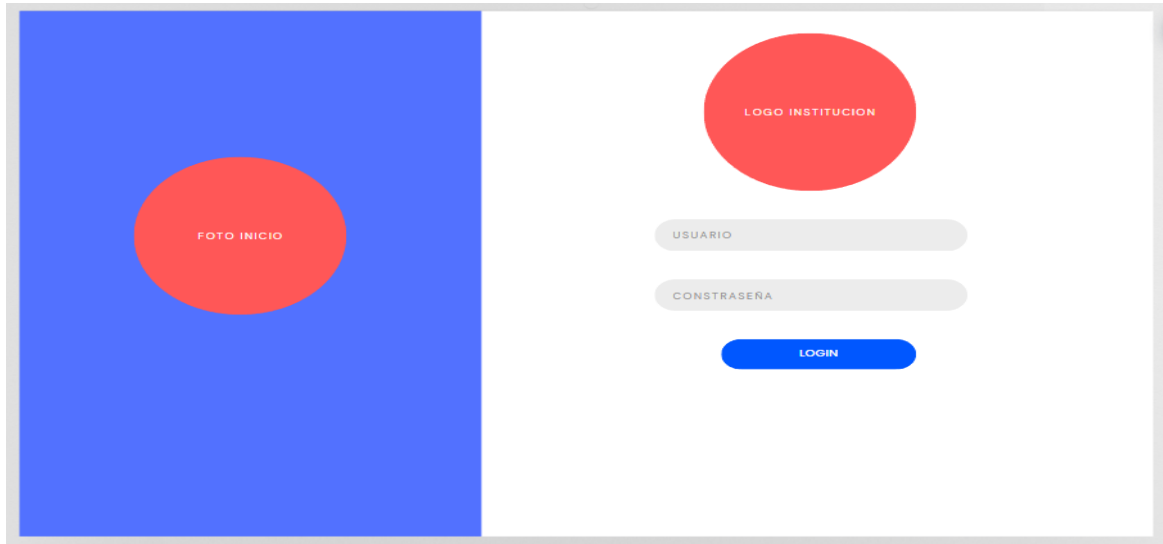 FOTO INICIO
LOGO INSTITUCION
USUARIO
CONSTRASEÑA
LOGIN